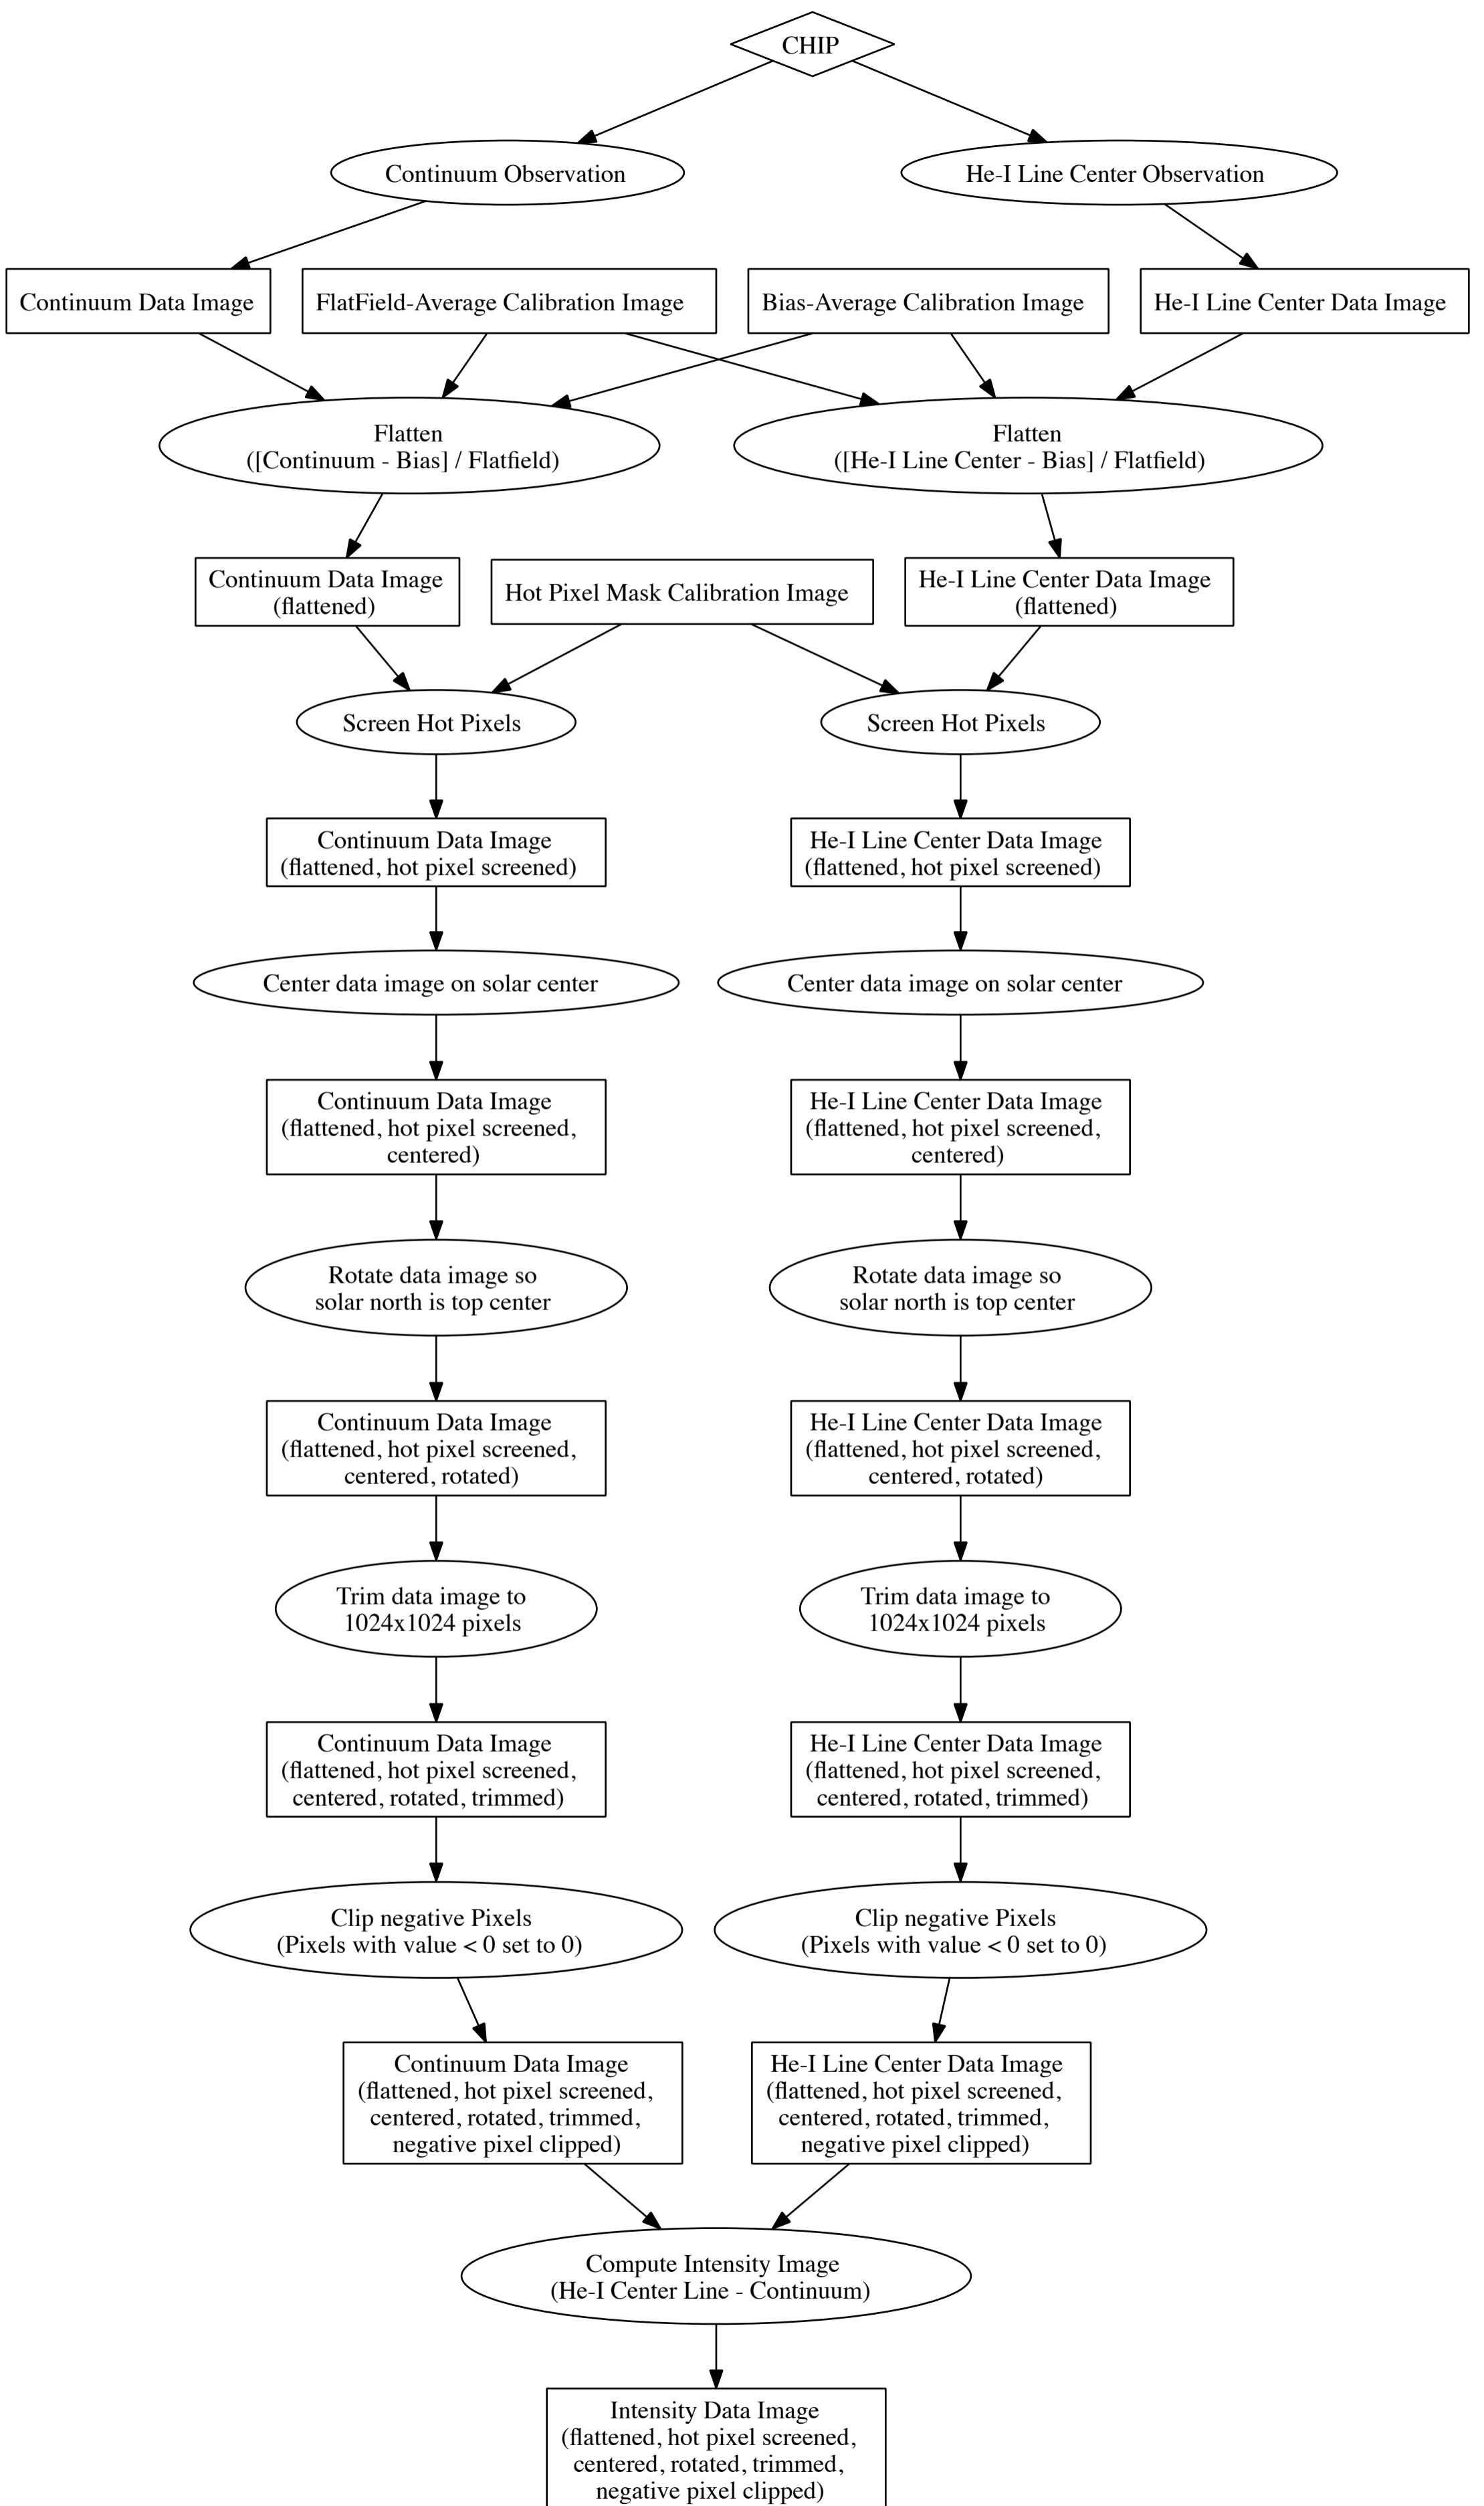 CHIP
Continuum Observation
He-I Line Center Observation
Continuum Data Image
FlatField-Average Calibration Image
Bias-Average Calibration Image
He-I Line Center Data Image
Flatten
([Continuum - Bias] / Flatfield)
Flatten
([He-I Line Center - Bias] / Flatfield)
Continuum Data Image
(flattened)
Hot Pixel Mask Calibration Image
He-I Line Center Data Image
(flattened)
Screen Hot Pixels
Screen Hot Pixels
Continuum Data Image
(flattened, hot pixel screened)
He-I Line Center Data Image
(flattened, hot pixel screened)
Center data image on solar center
Center data image on solar center
Continuum Data Image
(flattened, hot pixel screened,
centered)
He-I Line Center Data Image
(flattened, hot pixel screened,
centered)
Rotate data image so
solar north is top center
Rotate data image so
solar north is top center
Continuum Data Image
(flattened, hot pixel screened,
centered, rotated)
He-I Line Center Data Image
(flattened, hot pixel screened,
centered, rotated)
Trim data image to
1024x1024 pixels
Trim data image to
1024x1024 pixels
Continuum Data Image
(flattened, hot pixel screened,
centered, rotated, trimmed)
He-I Line Center Data Image
(flattened, hot pixel screened,
centered, rotated, trimmed)
Clip negative Pixels
(Pixels with value < 0 set to 0)
Clip negative Pixels
(Pixels with value < 0 set to 0)
Continuum Data Image
(flattened, hot pixel screened,
centered, rotated, trimmed,
negative pixel clipped)
He-I Line Center Data Image
(flattened, hot pixel screened,
centered, rotated, trimmed,
negative pixel clipped)
Compute Intensity Image
(He-I Center Line - Continuum)
Intensity Data Image
(flattened, hot pixel screened,
centered, rotated, trimmed,
negative pixel clipped)